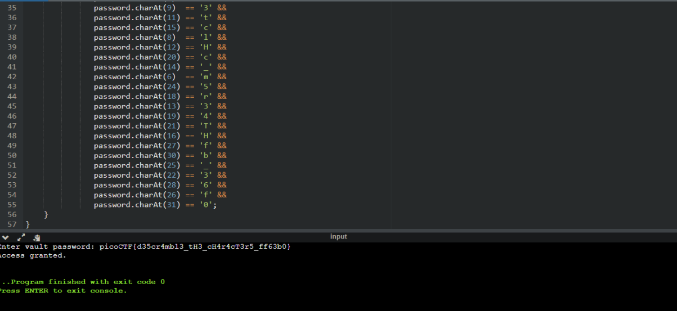 35 password.charAt(9) == '3' &&
36 password.charAt(11) == 't' &&
37 password.charAt(15) == 'c' &&
38 password.charAt(8) == 'l' &&
39 password.charAt(12) == 'H' &&
40 password.charAt(20) == 'c' &&
41 password.charAt(14) == '_' &&
42 password.charAt(6) == 'm' &&
43 password.charAt(24) == '5' &&
44 password.charAt(18) == 'r' &&
45 password.charAt(13) == '3' &&
46 password.charAt(19) == '4' &&
47 password.charAt(21) == 'T' &&
48 password.charAt(16) == 'H' &&
49 password.charAt(27) == 'f' &&
50 password.charAt(30) == 'b' &&
51 password.charAt(25) == '_' &&
52 password.charAt(22) == '3' &&
53 password.charAt(28) == '6' &&
54 password.charAt(26) == 'f' &&
55 password.charAt(31) == '0';
56 }
57 }
input
Enter vault password: picoCTF{d35cr4mbl3_tH3_cH4r4cT3r5_ff63b0}
Access granted.
...Program finished with exit code 0
Press ENTER to exit console.